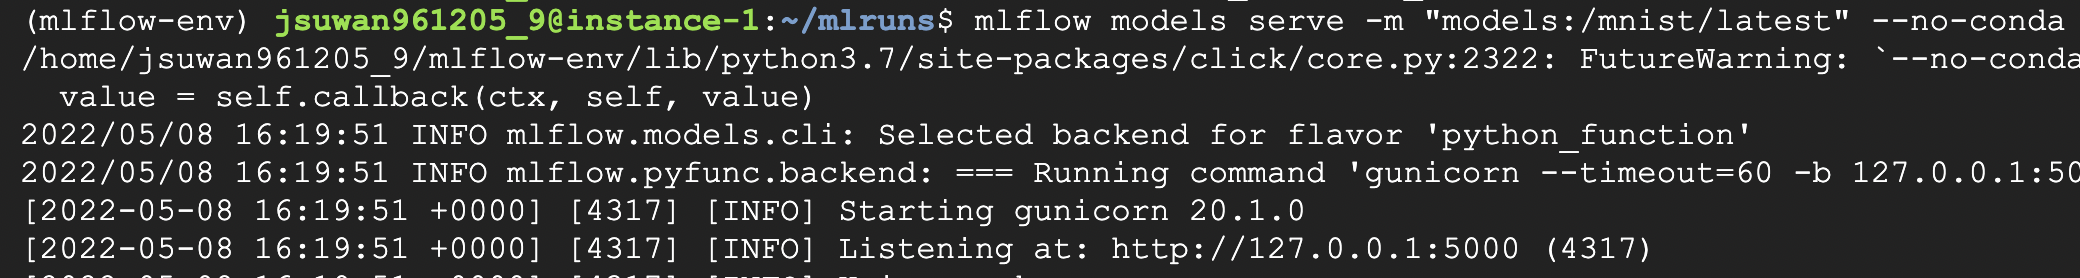 (mlflow-env) jsuwan961205_9@instance-1:~/mlruns$ mlflow models serve -m "models:/mnist/latest" --no-conda
/home/jsuwan961205_9/mlflow-env/lib/python3.7/site-packages/click/core.py:2322: FutureWarning: `--no-conda
  value = self.callback(ctx, self, value)
2022/05/08 16:19:51 INFO mlflow.models.cli: Selected backend for flavor 'python_function'
2022/05/08 16:19:51 INFO mlflow.pyfunc.backend: === Running command 'gunicorn --timeout=60 -b 127.0.0.1:50
[2022-05-08 16:19:51 +0000] [4317] [INFO] Starting gunicorn 20.1.0
[2022-05-08 16:19:51 +0000] [4317] [INFO] Listening at: http://127.0.0.1:5000 (4317)